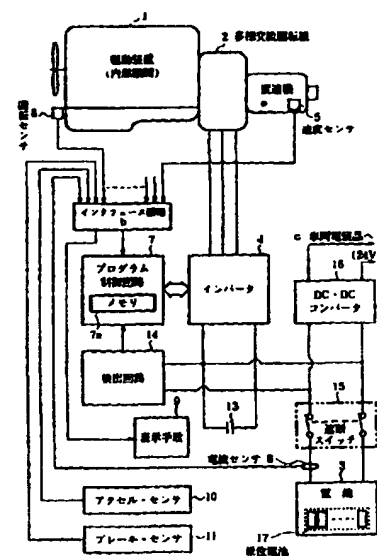 1
駆動装置
(内燃機関)
2 多相交流回転機
変速機
5
速度センサ
6
回転センサ
インタフェース回路
7
プログラム
制御回路
メモリ
7a
4
インバータ
c 車両電装品へ
(24V
16
DC・DC
コンバータ
14
検出回路
13
15
遮断
スイッチ
9
表示手段
電流センサ 8
3
電池
アクセル・センサ
10
17
ブレーキ・センサ
11